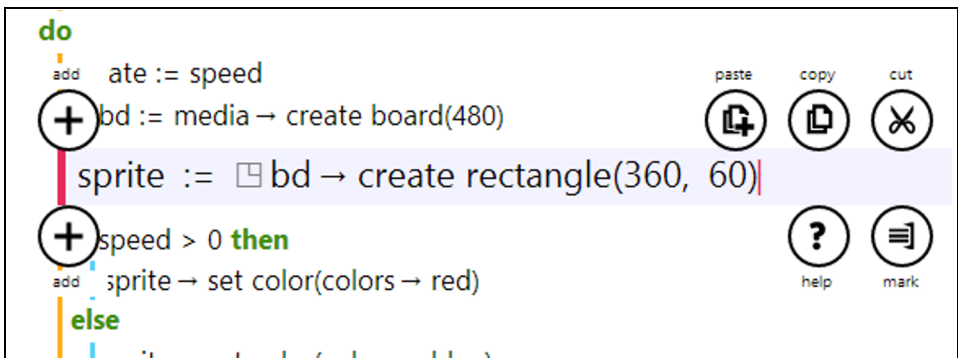 do
add ate := speed paste copy cut
bd := media → create board(480)
sprite := bd → create rectangle(360, 60)
speed > 0 then
add sprite → set color(colors → red) help mark
else